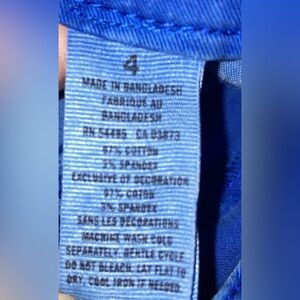 4
MADE IN BANGLADESH
FABRIQUE AU
BANGLADESH
RN 54485 CA 03873
97% COTTON
3% SPANDEX
EXCLUSIVE OF DECORATION
97% COTON
3% SPANDEX
SANS LES DECORATIONS
MACHINE WASH COLD
SEPARATELY, GENTLE CYCLE
DO NOT BLEACH. LAY FLAT TO
DRY, COOL IRON IF NEEDED.